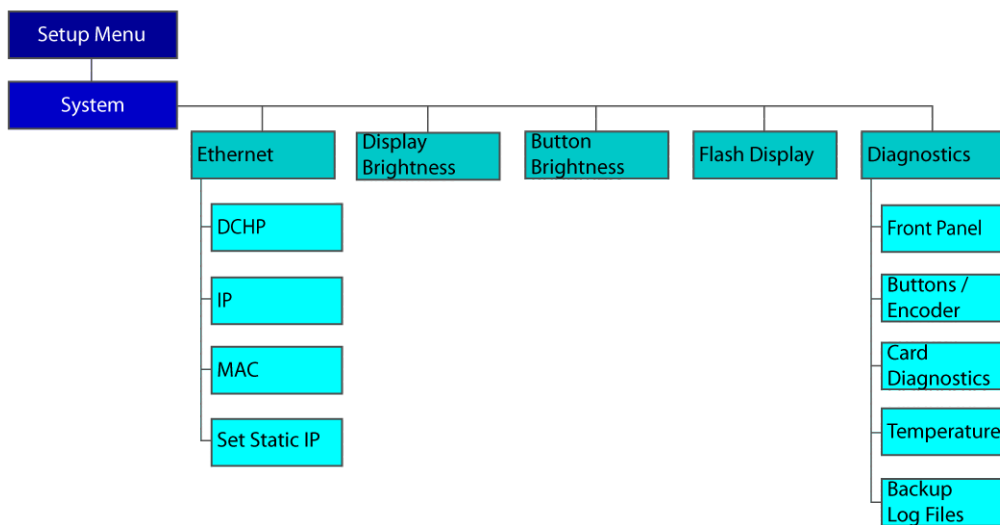 Setup Menu
System
Ethernet
Display
Brightness
Button
Brightness
Flash Display
Diagnostics
DCHP
IP
MAC
Set Static IP
Front Panel
Buttons /
Encoder
Card
Diagnostics
Temperature
Backup
Log Files